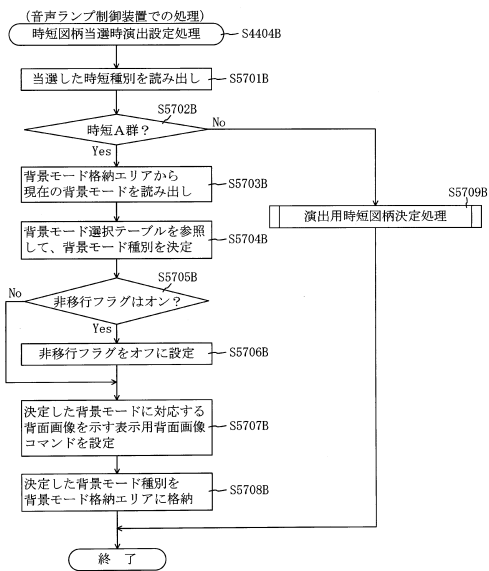 （音声ランプ制御装置での処理）
時短図柄当選時演出設定処理
S4404B
当選した時短種別を読み出し
S5701B
S5702B
時短A群？
No
Yes
背景モード格納エリアから
現在の背景モードを読み出し
S5703B
S5709B
演出用時短図柄決定処理
背景モード選択テーブルを参照
して、背景モード種別を決定
S5704B
S5705B
No
非移行フラグはオン？
Yes
非移行フラグをオフに設定
S5706B
決定した背景モードに対応する
背面画像を示す表示用背面画像
コマンドを設定
S5707B
決定した背景モード種別を
背景モード格納エリアに格納
S5708B
終 了